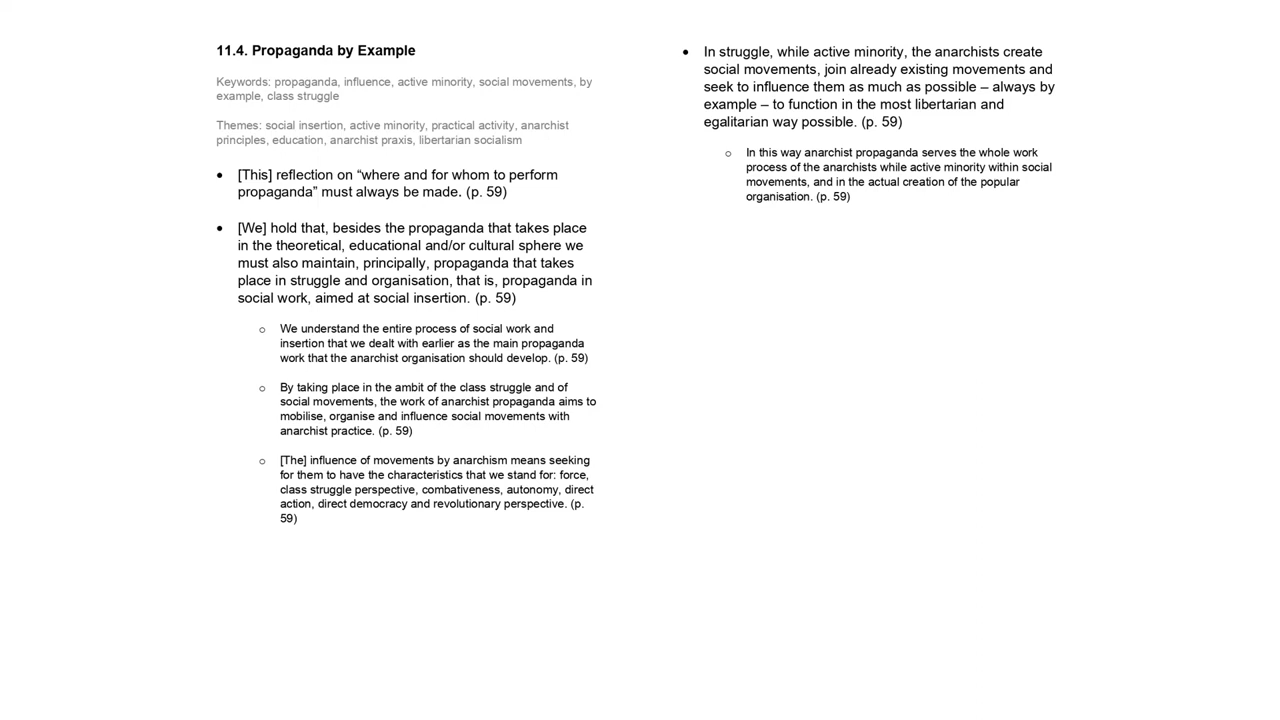 11.4. Propaganda by Example
Keywords: propaganda, influence, active minority, social movements, by
example, class struggle
Themes: social insertion, active minority, practical activity, anarchist
principles, education, anarchist praxis, libertarian socialism
• [This] reflection on “where and for whom to perform
propaganda” must always be made. (p. 59)
• [We] hold that, besides the propaganda that takes place
in the theoretical, educational and/or cultural sphere we
must also maintain, principally, propaganda that takes
place in struggle and organisation, that is, propaganda in
social work, aimed at social insertion. (p. 59)
o We understand the entire process of social work and
insertion that we dealt with earlier as the main propaganda
work that the anarchist organisation should develop. (p. 59)
o By taking place in the ambit of the class struggle and of
social movements, the work of anarchist propaganda aims to
mobilise, organise and influence social movements with
anarchist practice. (p. 59)
o [The] influence of movements by anarchism means seeking
for them to have the characteristics that we stand for: force,
class struggle perspective, combativeness, autonomy, direct
action, direct democracy and revolutionary perspective. (p.
59)
• In struggle, while active minority, the anarchists create
social movements, join already existing movements and
seek to influence them as much as possible – always by
example – to function in the most libertarian and
egalitarian way possible. (p. 59)
o In this way anarchist propaganda serves the whole work
process of the anarchists while active minority within social
movements, and in the actual creation of the popular
organisation. (p. 59)